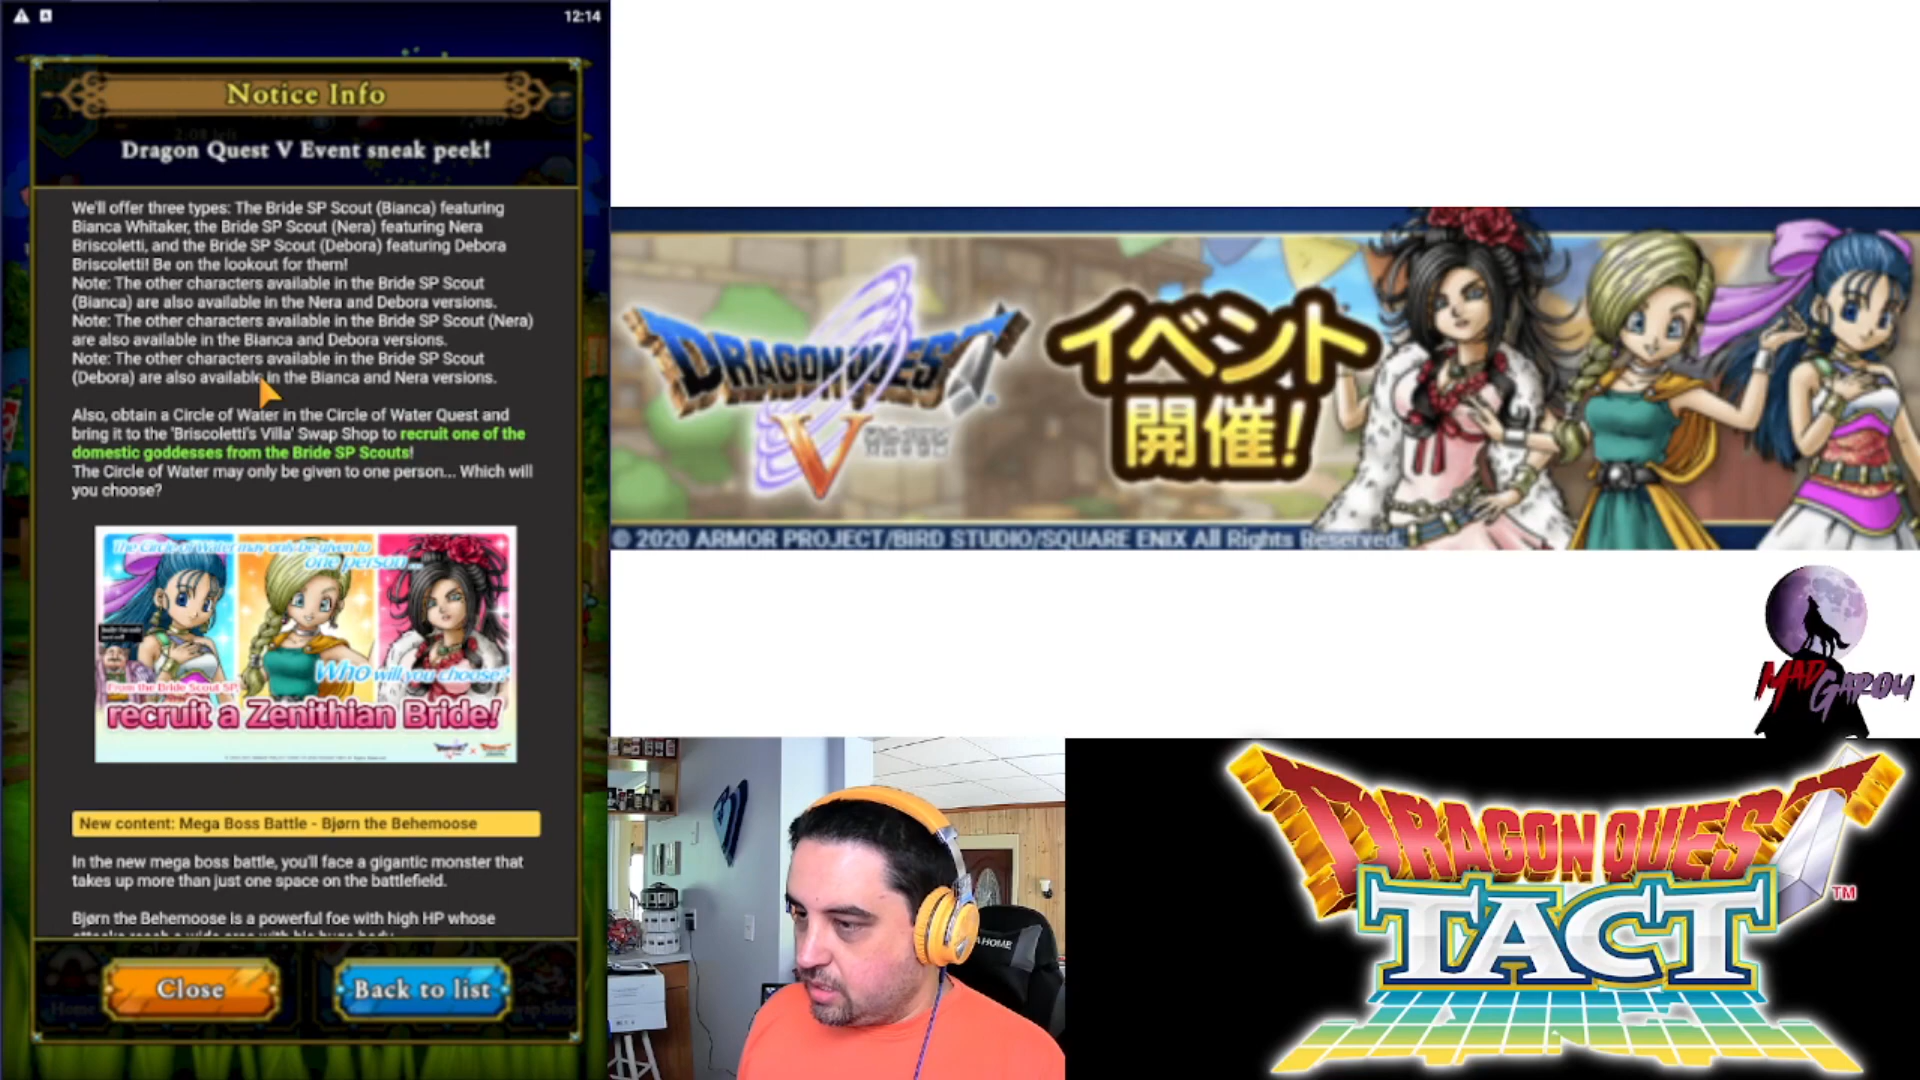 12:14
Notice Info
Dragon Quest V Event sneak peek!
We'll offer three types: The Bride SP Scout (Bianca) featuring
Bianca Whitaker, the Bride SP Scout (Nera) featuring Nera
Briscoletti, and the Bride SP Scout (Debora) featuring Debora
Briscoletti! Be on the lookout for them!
Note: The other characters available in the Bride SP Scout
(Bianca) are also available in the Nera and Debora versions.
Note: The other characters available in the Bride SP Scout (Nera)
are also available in the Bianca and Debora versions.
Note: The other characters available in the Bride SP Scout
(Debora) are also available in the Bianca and Nera versions.
Also, obtain a Circle of Water in the Circle of Water Quest and
bring it to the 'Briscoletti's Villa' Swap Shop to recruit one of the
domestic goddesses from the Bride SP Scouts!
The Circle of Water may only be given to one person... Which will
you choose?
The Circle of Water may only be given to
one person...
Who will you choose?
From the Bride Scout SP,
recruit a Zenithian Bride!
New content: Mega Boss Battle - Bjørn the Behemoose
In the new mega boss battle, you'll face a gigantic monster that
takes up more than just one space on the battlefield.
Bjørn the Behemoose is a powerful foe with high HP whose
Close
Back to list
DRAGON QUEST
V
イベント
開催!
© 2020 ARMOR PROJECT/BIRD STUDIO/SQUARE ENIX All Rights Reserved.
MAD
GAROU
HOME
DRAGON QUEST
TACT
TM